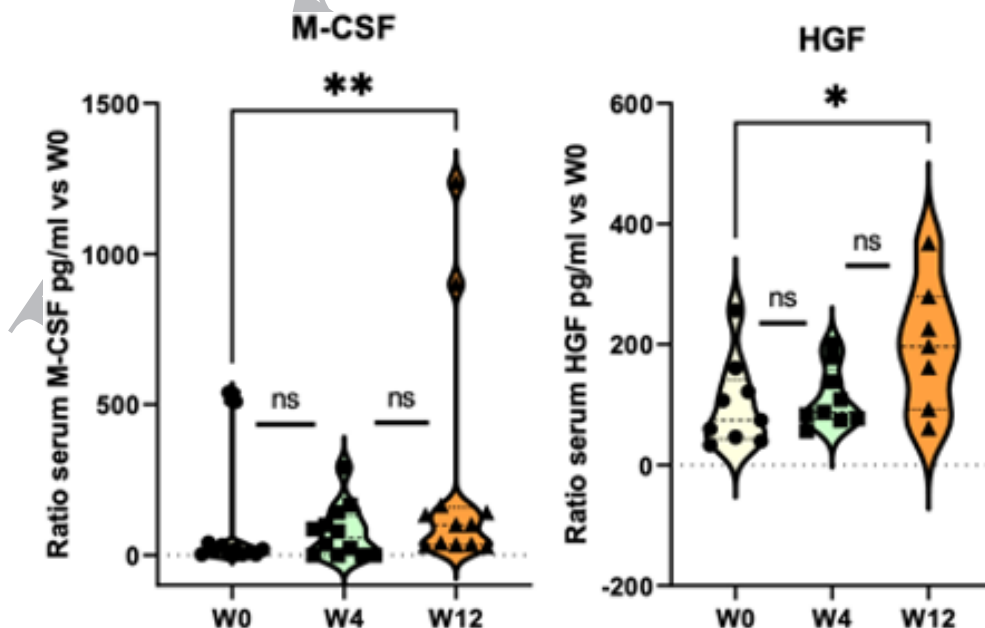 M-CSF
**
Ratio serum M-CSF pg/ml vs W0
1500
1000
500
0
ns
ns
W0 W4 W12
HGF
*
Ratio serum HGF pg/ml vs W0
600
400
200
0
-200
ns
ns
W0 W4 W12